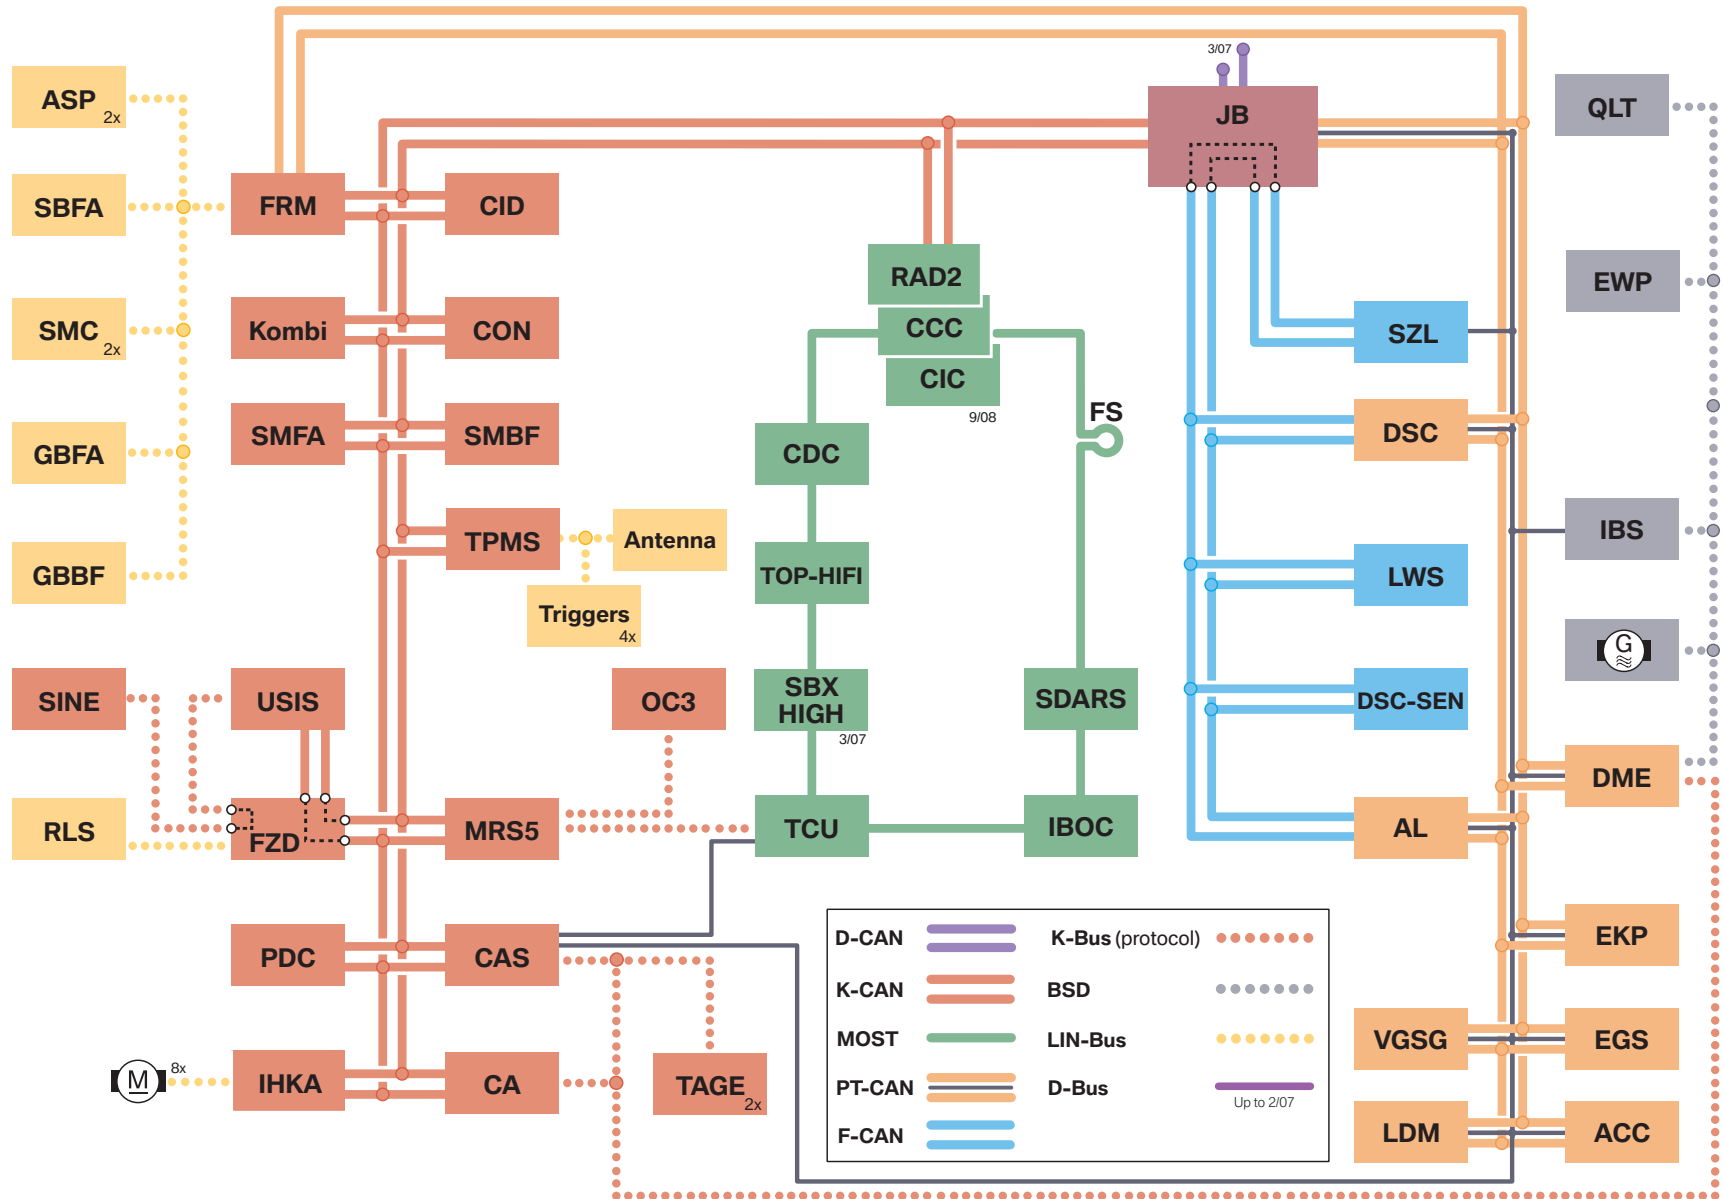 3/07
ASP
2x
JB
QLT
SBFA
FRM
CID
RAD2
EWP
SMC
2x
Kombi
CON
CCC
SZL
CIC
9/08
FS
GBFA
SMFA
SMBF
CDC
DSC
TPMS
Antenna
IBS
GBBF
TOP-HIFI
LWS
Triggers
4x
G
SINE
USIS
OC3
SBX
HIGH
3/07
SDARS
DSC-SEN
DME
RLS
FZD
MRS5
TCU
IBOC
AL
PDC
CAS
D-CAN
K-Bus (protocol)
EKP
K-CAN
BSD
MOST
LIN-Bus
VGSG
EGS
M
8x
IHKA
CA
TAGE
2x
PT-CAN
D-Bus
Up to 2/07
F-CAN
LDM
ACC